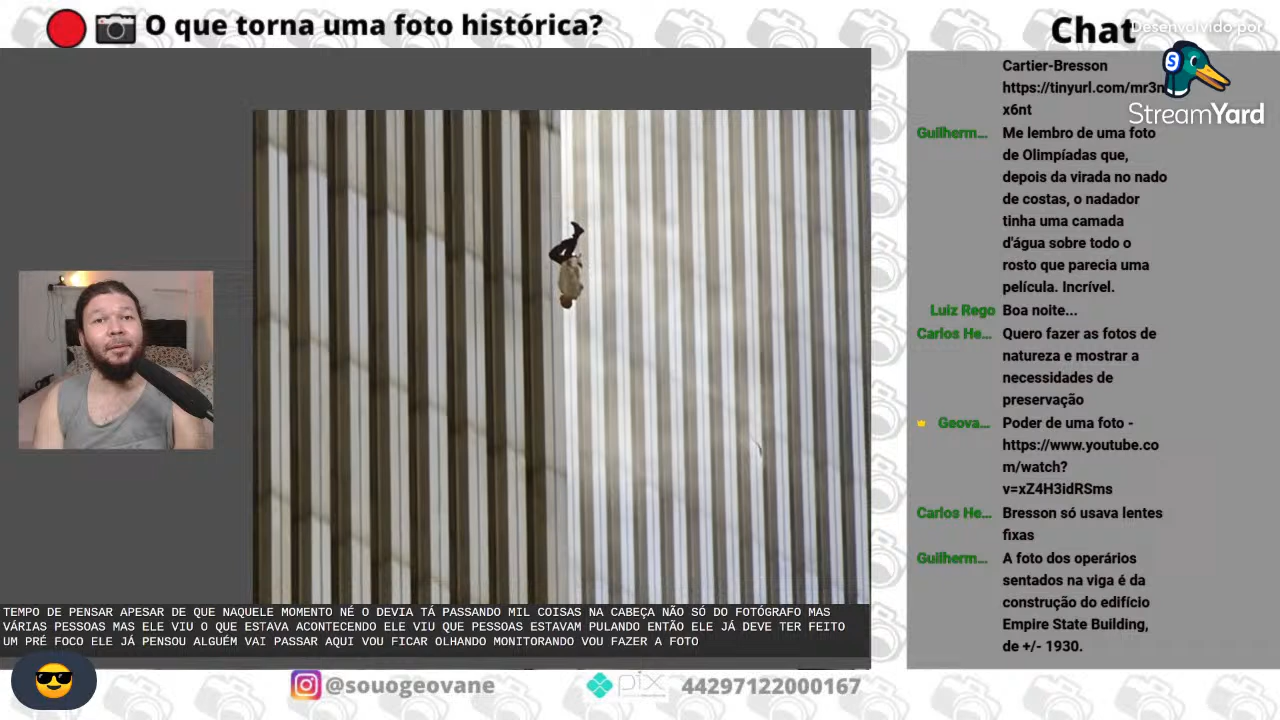 O que torna uma foto histórica?
Chat
Desenvolvido por
StreamYard
Cartier-Bresson
https://tinyurl.com/mr3n
x6nt
Guilherm... Me lembro de uma foto
de Olimpíadas que,
depois da virada no nado
de costas, o nadador
tinha uma camada
d'água sobre todo o
rosto que parecia uma
película. Incrível.
Luiz Rego Boa noite...
Carlos He... Quero fazer as fotos de
natureza e mostrar a
necessidades de
preservação
Geova... Poder de uma foto -
https://www.youtube.co
m/watch?
v=xZ4H3idRSms
Carlos He... Bresson só usava lentes
fixas
Guilherm... A foto dos operários
sentados na viga é da
construção do edifício
Empire State Building,
de +/- 1930.
TEMPO DE PENSAR APESAR DE QUE NAQUELE MOMENTO NÉ O DEVIA TÁ PASSANDO MIL COISAS NA CABEÇA NÃO SÓ DO FOTÓGRAFO MAS
VÁRIAS PESSOAS MAS ELE VIU O QUE ESTAVA ACONTECENDO ELE VIU QUE PESSOAS ESTAVAM PULANDO ENTÃO ELE JÁ DEVE TER FEITO
UM PRÉ FOCO ELE JÁ PENSOU ALGUÉM VAI PASSAR AQUI VOU FICAR OLHANDO MONITORANDO VOU FAZER A FOTO
@souogeovane
pix
44297122000167